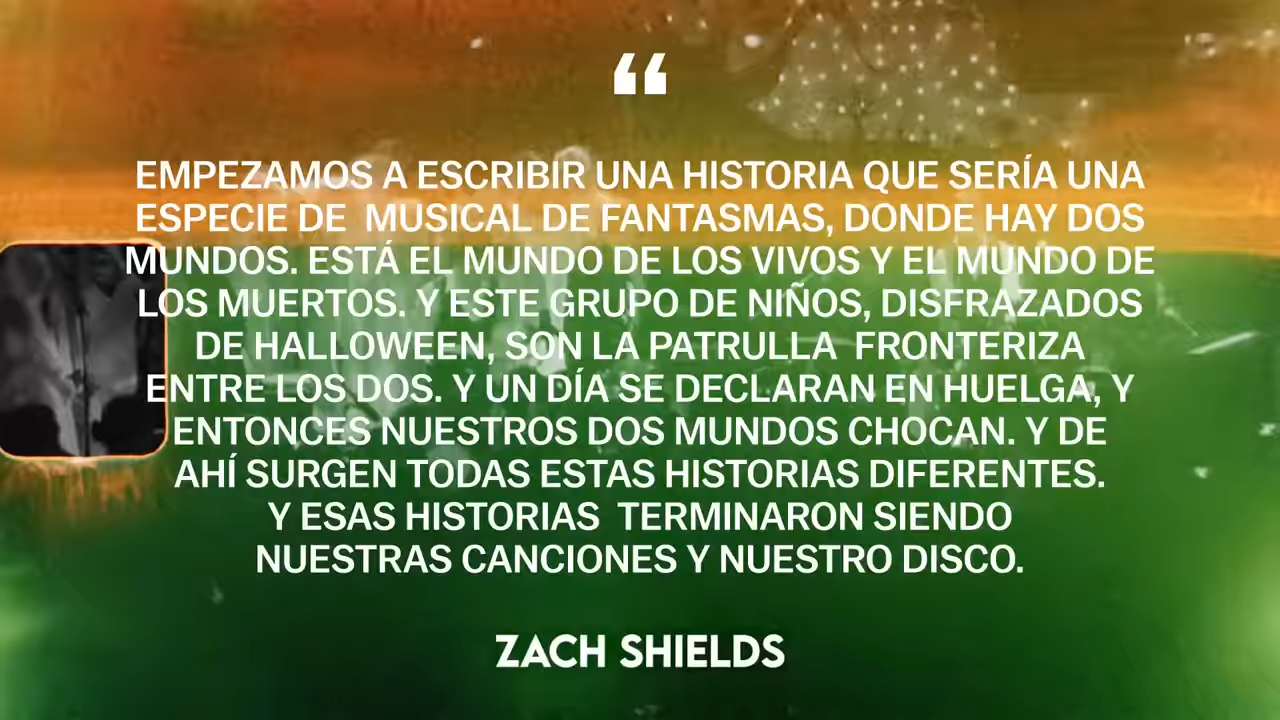 “
EMPEZAMOS A ESCRIBIR UNA HISTORIA QUE SERÍA UNA
ESPECIE DE MUSICAL DE FANTASMAS, DONDE HAY DOS
MUNDOS. ESTÁ EL MUNDO DE LOS VIVOS Y EL MUNDO DE
LOS MUERTOS. Y ESTE GRUPO DE NIÑOS, DISFRAZADOS
DE HALLOWEEN, SON LA PATRULLA FRONTERIZA
ENTRE LOS DOS. Y UN DÍA SE DECLARAN EN HUELGA, Y
ENTONCES NUESTROS DOS MUNDOS CHOCAN. Y DE
AHÍ SURGEN TODAS ESTAS HISTORIAS DIFERENTES.
Y ESAS HISTORIAS TERMINARON SIENDO
NUESTRAS CANCIONES Y NUESTRO DISCO.
ZACH SHIELDS